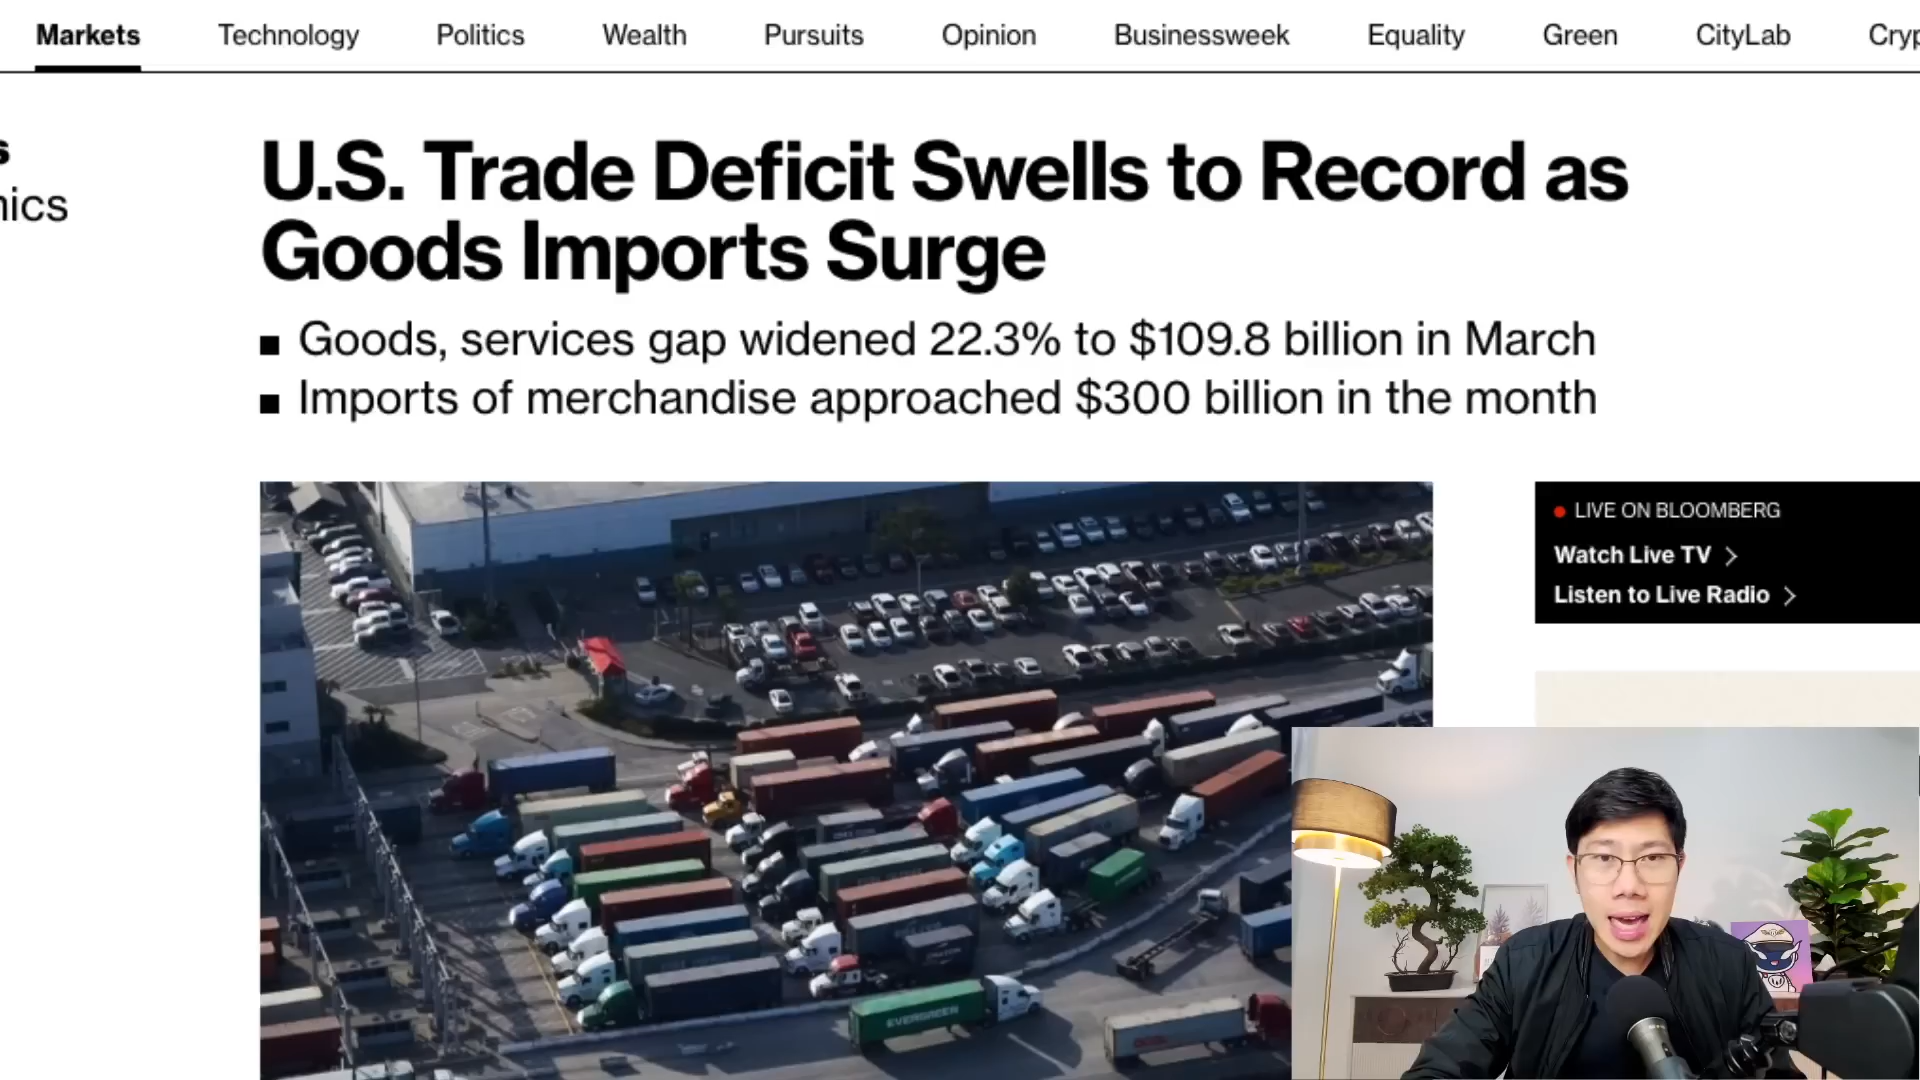 Markets Technology Politics Wealth Pursuits Opinion Businessweek Equality Green CityLab Cryp
s
nics
U.S. Trade Deficit Swells to Record as
Goods Imports Surge
■ Goods, services gap widened 22.3% to $109.8 billion in March
■ Imports of merchandise approached $300 billion in the month
LIVE ON BLOOMBERG
Watch Live TV >
Listen to Live Radio >
EVERGREEN